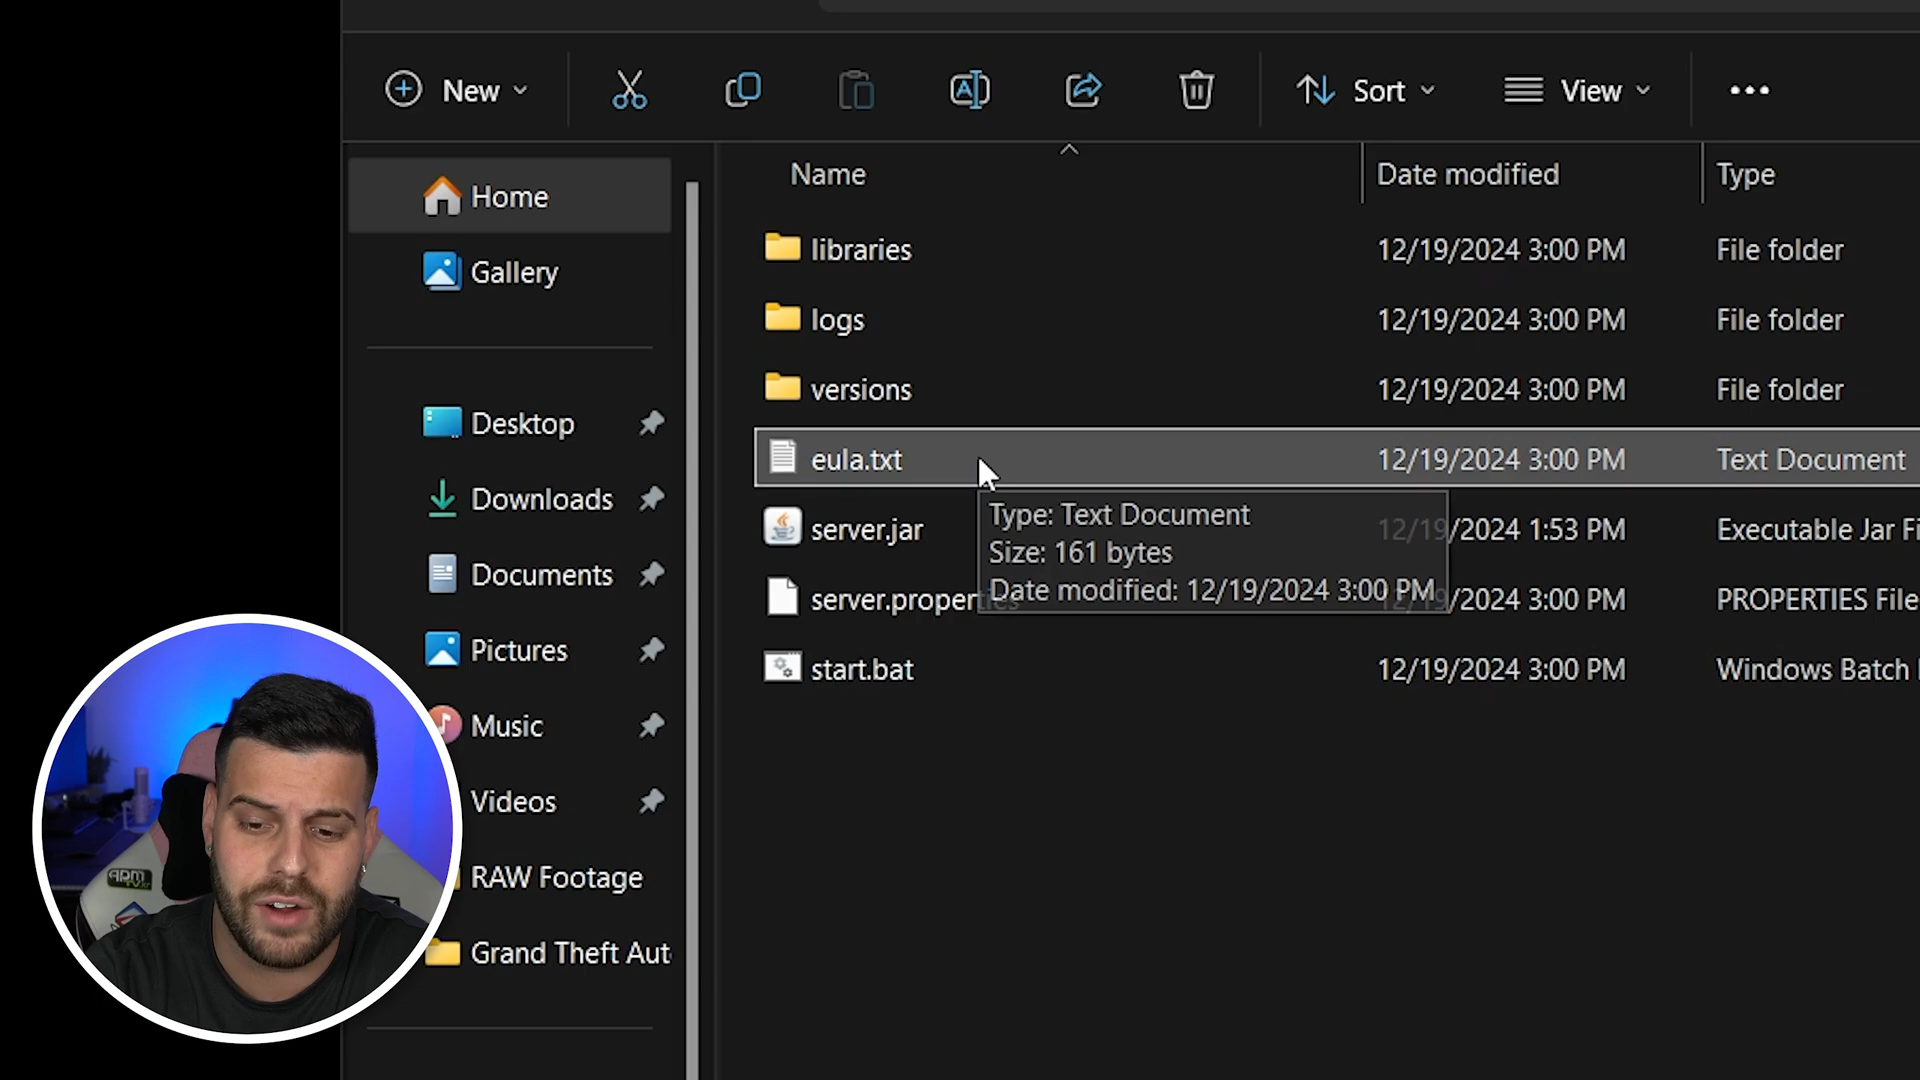 New
Sort
View
Name
Date modified
Type
Home
Gallery
Desktop
Downloads
Documents
Pictures
Music
Videos
RAW Footage
Grand Theft Aut
libraries 12/19/2024 3:00 PM File folder
logs 12/19/2024 3:00 PM File folder
versions 12/19/2024 3:00 PM File folder
eula.txt 12/19/2024 3:00 PM Text Document
server.jar 12/19/2024 1:53 PM Executable Jar Fi
server.properties 12/19/2024 3:00 PM PROPERTIES File
start.bat 12/19/2024 3:00 PM Windows Batch
Type: Text Document
Size: 161 bytes
Date modified: 12/19/2024 3:00 PM